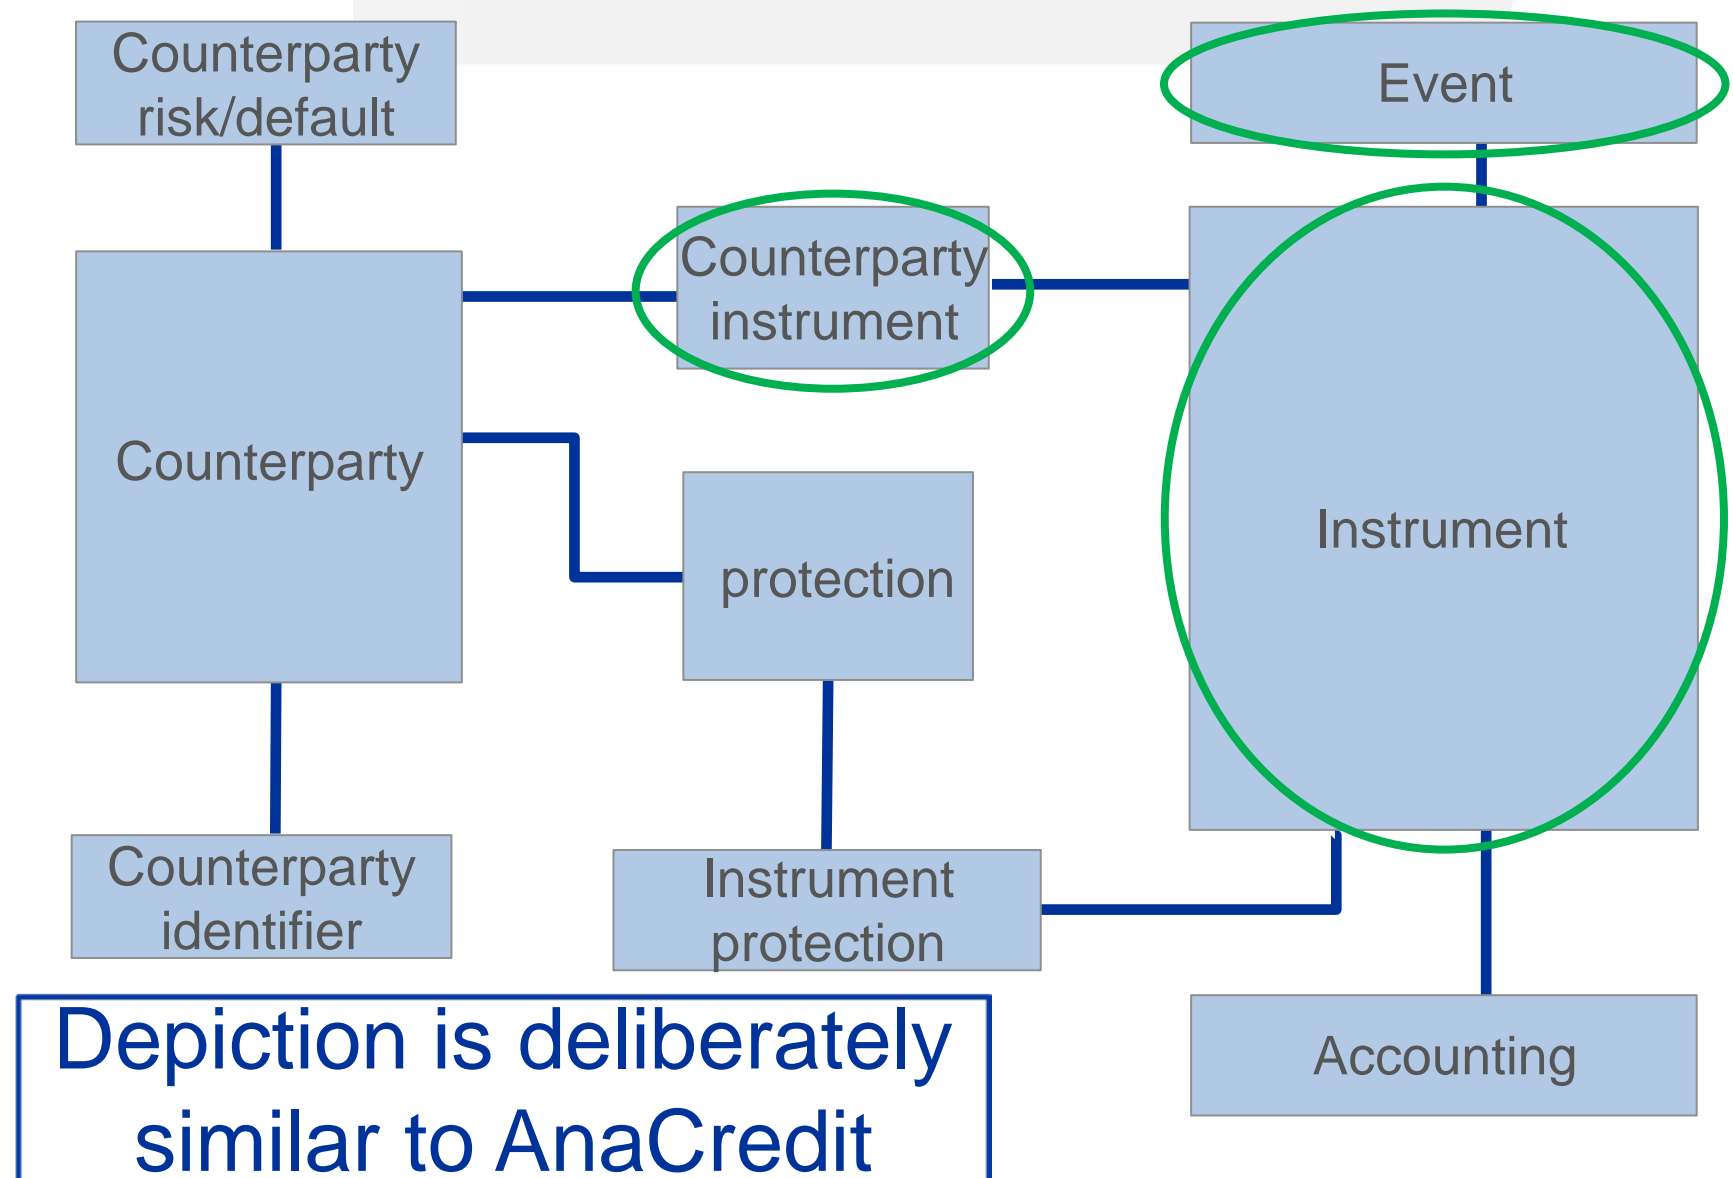 Counterparty
risk/default
Event
Counterparty
instrument
Counterparty
protection
Instrument
Counterparty
identifier
Instrument
protection
Accounting
Depiction is deliberately
similar to AnaCredit